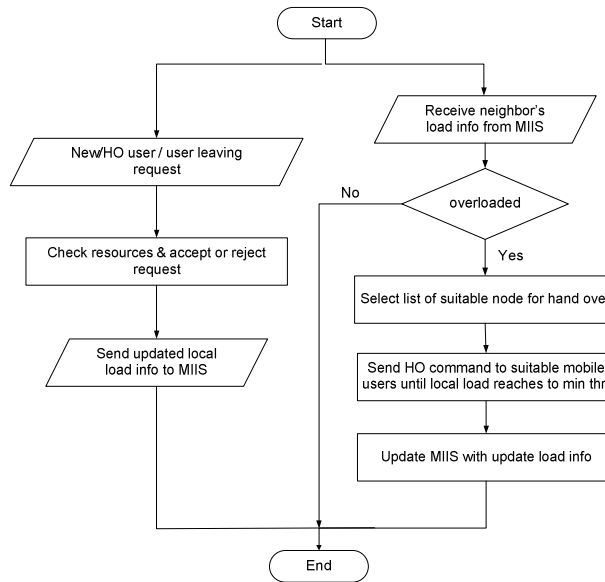 Start
New/HO user / user leaving
request
Check resources & accept or reject
request
Send updated local
load info to MIIS
Receive neighbor's
load info from MIIS
overloaded
No
Yes
Select list of suitable node for hand ove
Send HO command to suitable mobile
users until local load reaches to min thr
Update MIIS with update load info
End